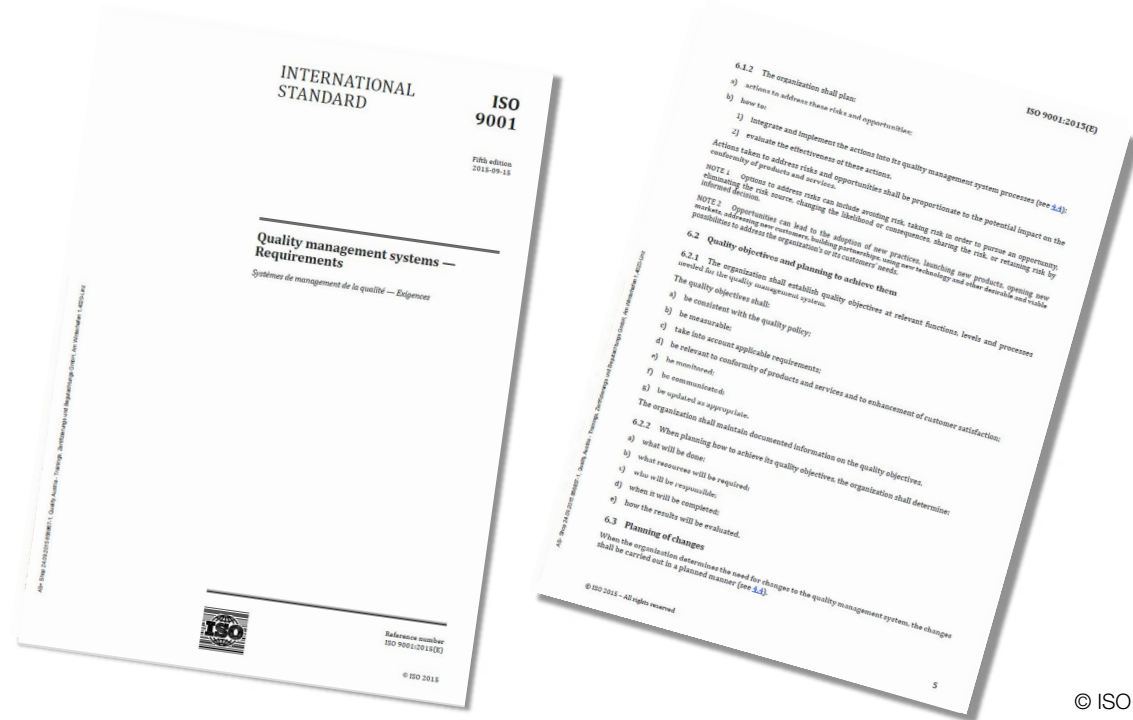 INTERNATIONAL
STANDARD
ISO
9001
Fifth edition
2015-09-15
Quality management systems —
Requirements
Systèmes de management de la qualité — Exigences
ISO
Reference number
ISO 9001:2015(E)
© ISO 2015
ISO 9001:2015(E)
6.1.2 The organization shall plan:
a) actions to address these risks and opportunities;
b) how to:
1) integrate and implement the actions into its quality management system processes (see 4.4);
2) evaluate the effectiveness of these actions.
Actions taken to address risks and opportunities shall be proportionate to the potential impact on the
conformity of products and services.
NOTE 1 Options to address risks can include avoiding risk, taking risk in order to pursue an opportunity,
eliminating the risk source, changing the likelihood or consequences, sharing the risk, or retaining risk by
informed decision.
NOTE 2 Opportunities can lead to the adoption of new practices, launching new products, opening new
markets, addressing new customers, building partnerships, using new technology and other desirable and viable
possibilities to address the organization's or its customers' needs.
6.2 Quality objectives and planning to achieve them
6.2.1 The organization shall establish quality objectives at relevant functions, levels and processes
needed for the quality management system.
The quality objectives shall:
a) be consistent with the quality policy;
b) be measurable;
c) take into account applicable requirements;
d) be relevant to conformity of products and services and to enhancement of customer satisfaction;
e) be monitored;
f) be communicated;
g) be updated as appropriate.
The organization shall maintain documented information on the quality objectives.
6.2.2 When planning how to achieve its quality objectives, the organization shall determine:
a) what will be done;
b) what resources will be required;
c) who will be responsible;
d) when it will be completed;
e) how the results will be evaluated.
6.3 Planning of changes
When the organization determines the need for changes to the quality management system, the changes
shall be carried out in a planned manner (see 4.4).
© ISO 2015 – All rights reserved
5
© ISO